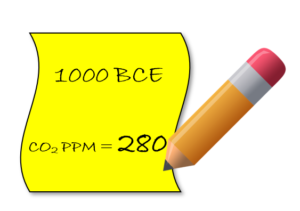 1000 BCE
CO₂ PPM = 280